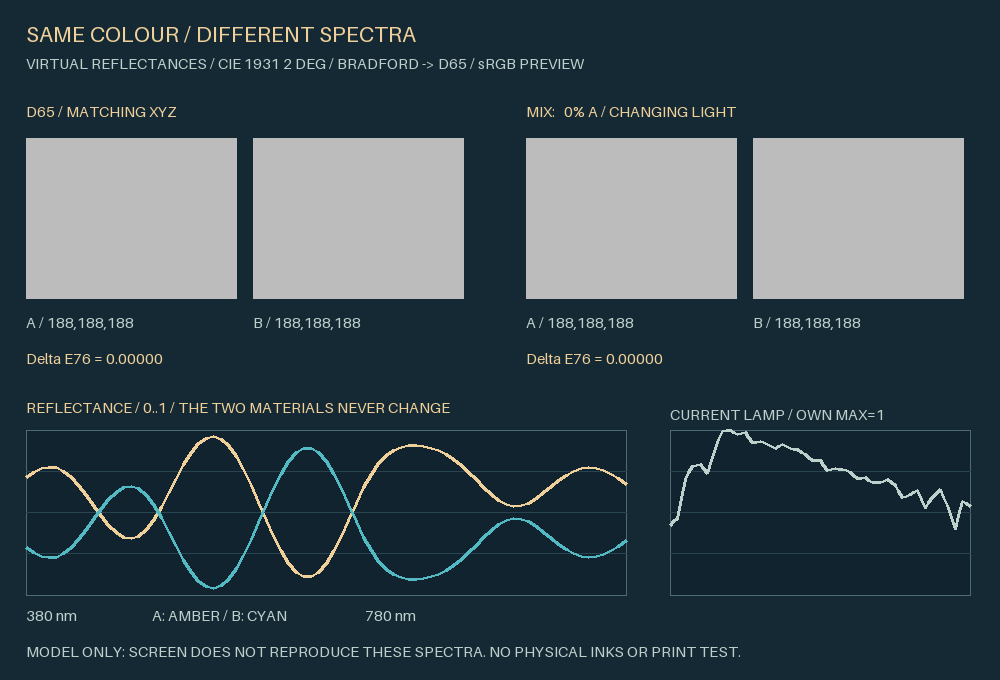 SAME COLOUR / DIFFERENT SPECTRA
VIRTUAL REFLECTANCES / CIE 1931 2 DEG / BRADFORD -> D65 / sRGB PREVIEW
D65 / MATCHING XYZ
MIX: 0% A / CHANGING LIGHT
A / 188,188,188
B / 188,188,188
A / 188,188,188
B / 188,188,188
Delta E76 = 0.00000
Delta E76 = 0.00000
REFLECTANCE / 0..1 / THE TWO MATERIALS NEVER CHANGE
CURRENT LAMP / OWN MAX=1
380 nm
A: AMBER / B: CYAN
780 nm
MODEL ONLY: SCREEN DOES NOT REPRODUCE THESE SPECTRA. NO PHYSICAL INKS OR PRINT TEST.